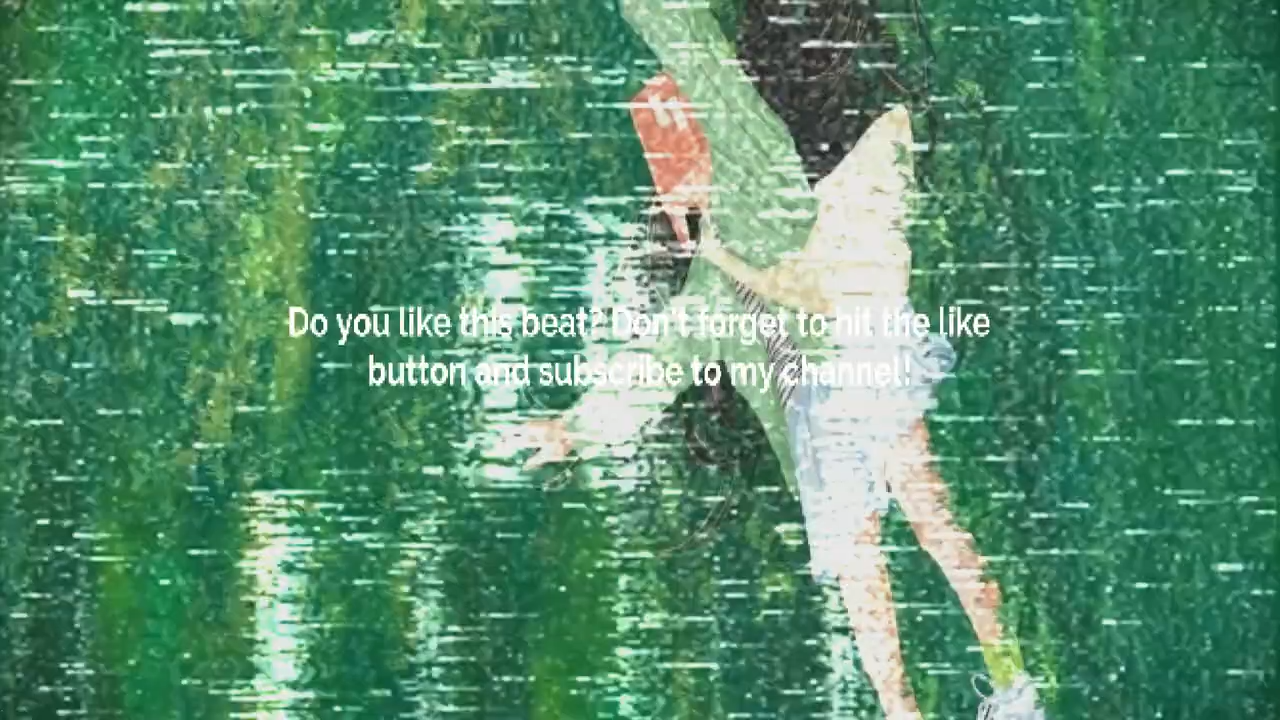 Do you like this beat? Don't forget to hit the like
button and subscribe to my channel!